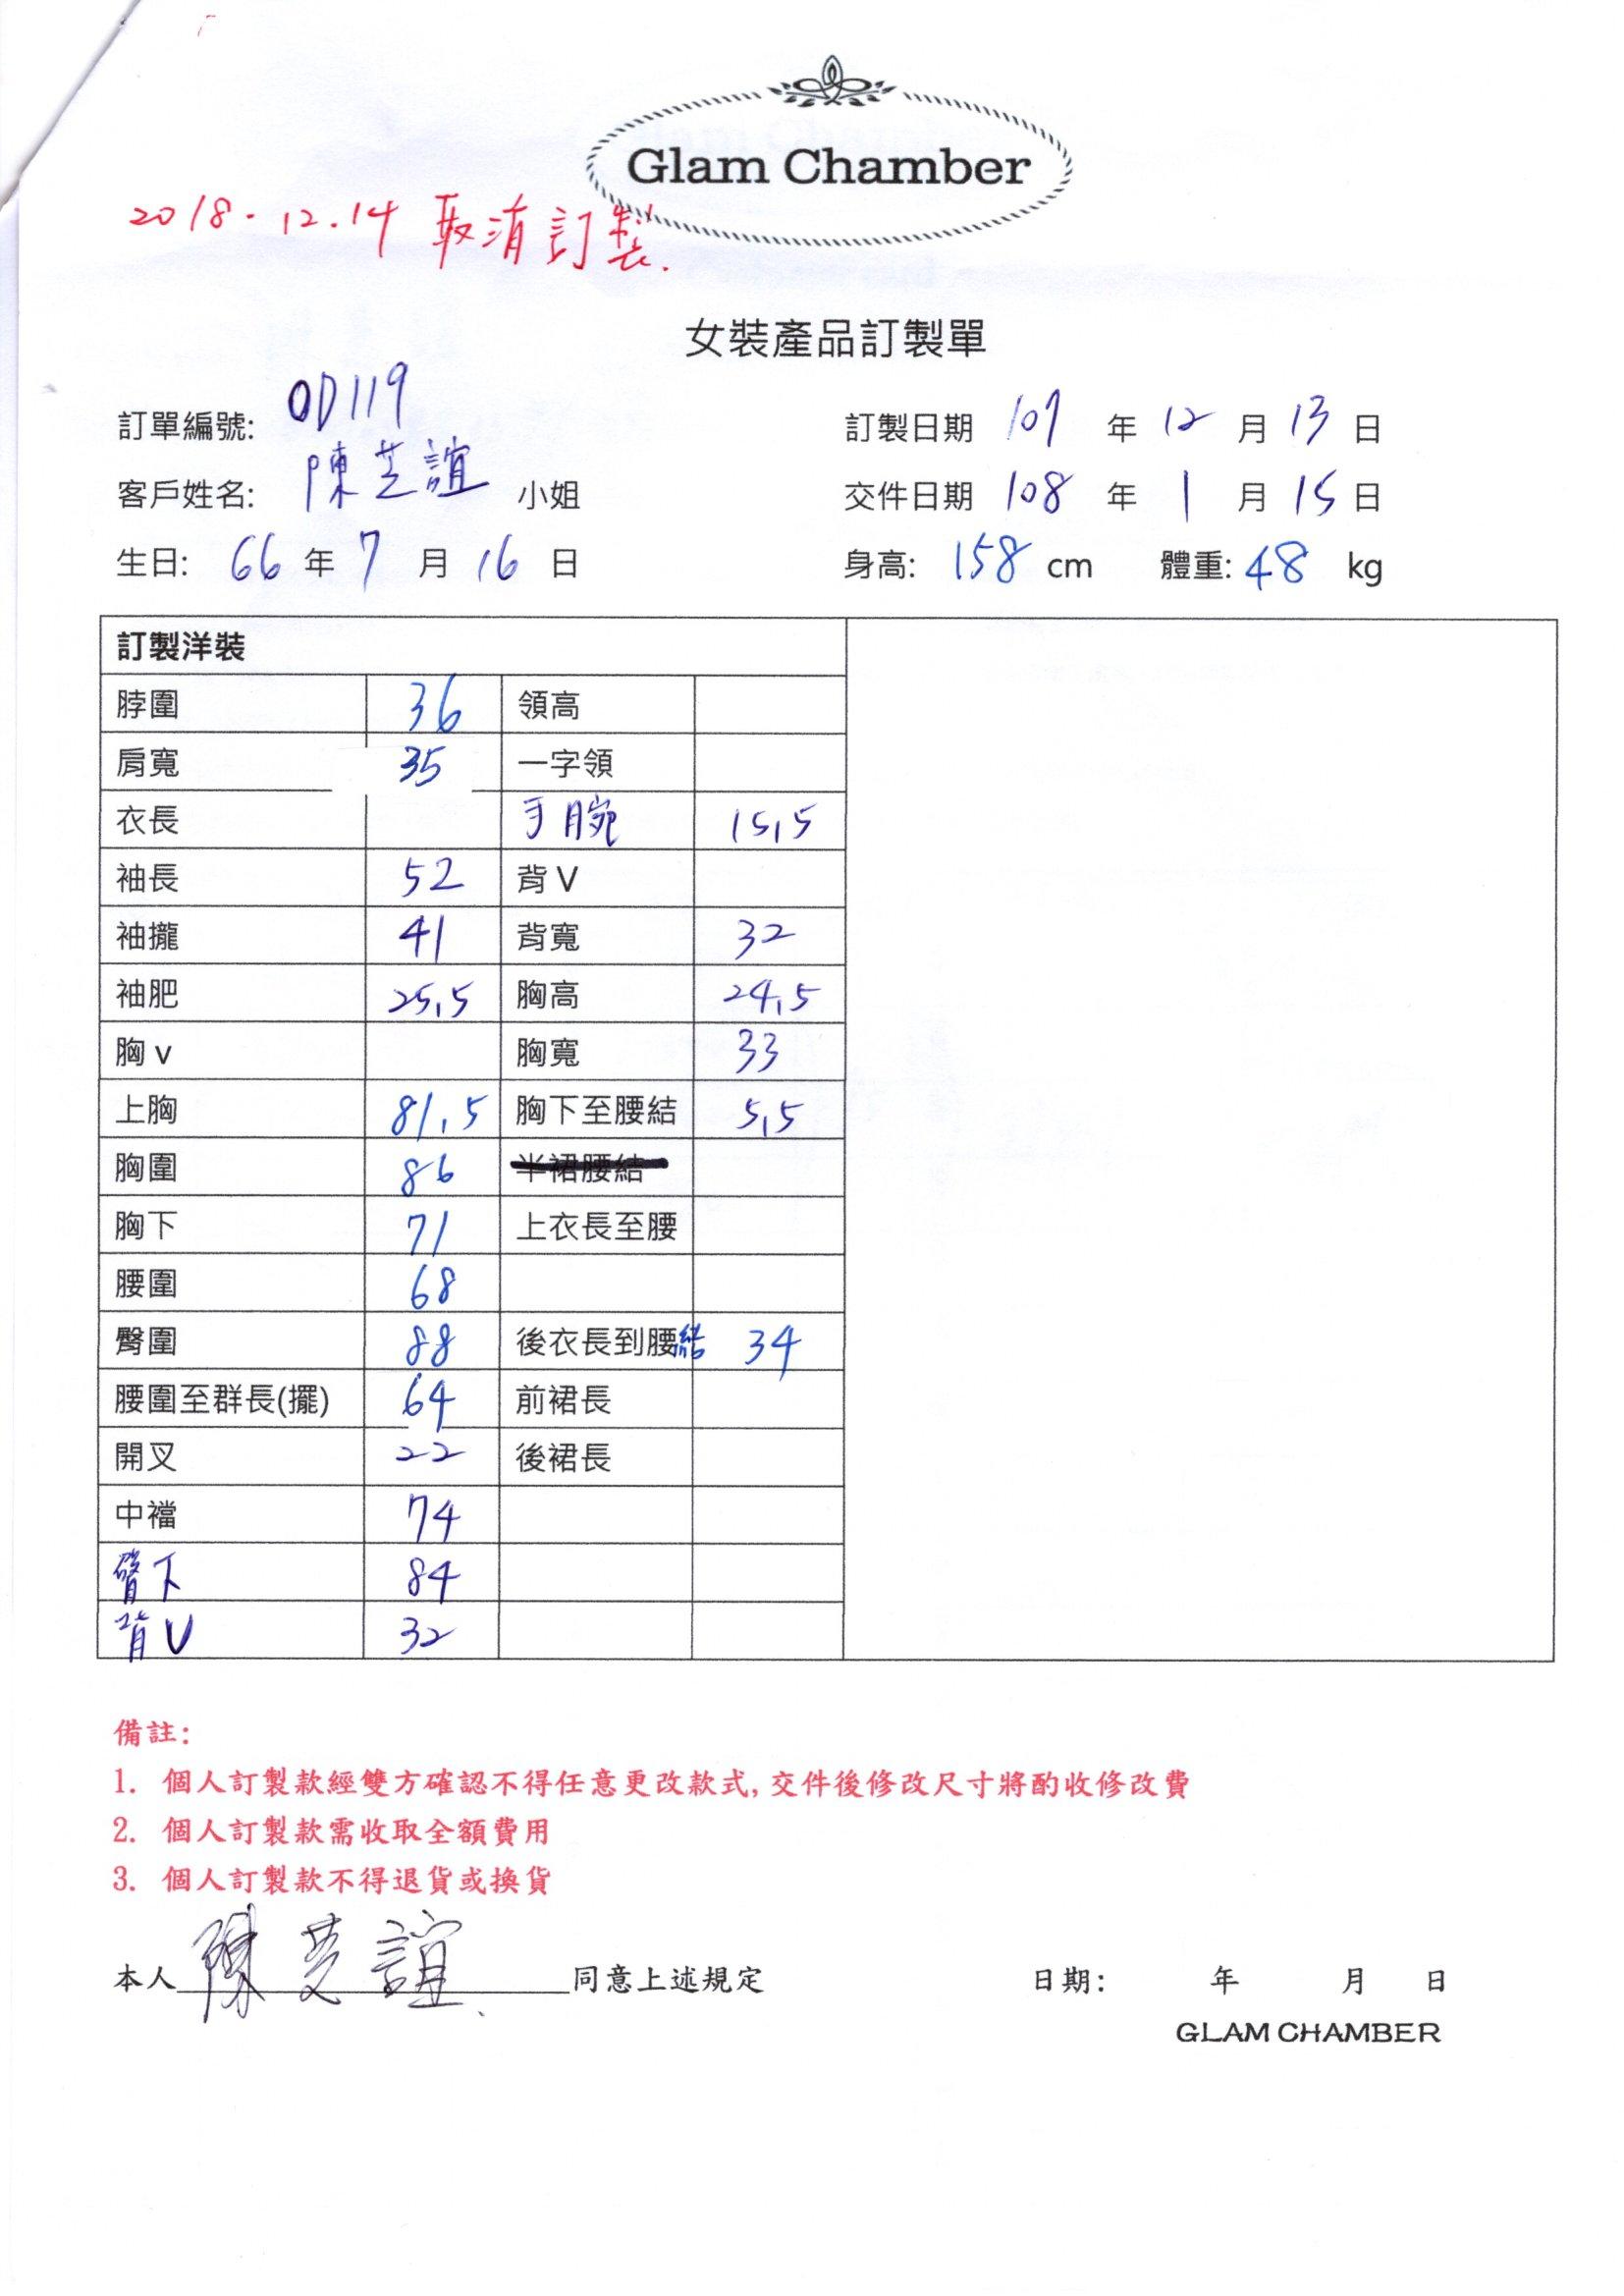 Glam Chamber
2018.12.14 取消訂製.
女裝產品訂製單
訂單編號: OD119
訂製日期 107 年 12 月 13 日
客戶姓名: 陳芝誼 小姐
交件日期 108 年 1 月 15 日
生日: 66 年 7 月 16 日
身高: 158 cm 體重: 48 kg
訂製洋裝
脖圍 36 領高
肩寬 35 一字領
衣長 手腕 15.5
袖長 52 背 V
袖攏 41 背寬 32
袖肥 25.5 胸高 24.5
胸 v 胸寬 33
上胸 81.5 胸下至腰結 5.5
胸圍 86 半裙腰結
胸下 71 上衣長至腰
腰圍 68
臀圍 88 後衣長到腰結 34
腰圍至群長(擺) 64 前裙長
開叉 22 後裙長
中襠 74
下 84
背V 32
備註:
1. 個人訂製款經雙方確認不得任意更改款式, 交件後修改尺寸將酌收修改費
2. 個人訂製款需收取全額費用
3. 個人訂製款不得退貨或換貨
本人 陳芝誼 同意上述規定
日期: 年 月 日
GLAM CHAMBER